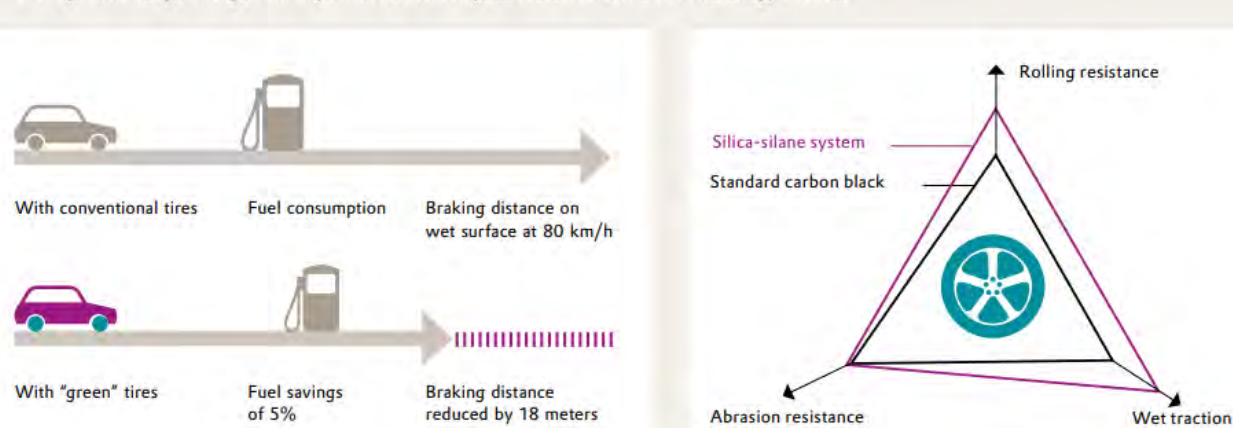 With conventional tires
Fuel consumption
Braking distance on
wet surface at 80 km/h
With "green" tires
Fuel savings
of 5%
Braking distance
reduced by 18 meters
Rolling resistance
Silica-silane system
Standard carbon black
Abrasion resistance
Wet traction